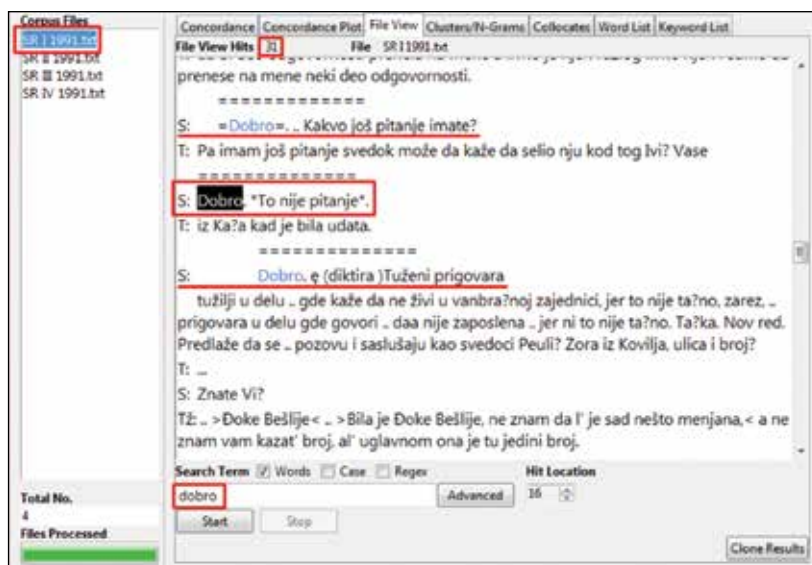 Corpus Files
SR I 1991.txt
SR II 1991.txt
SR III 1991.txt
SR IV 1991.txt
Total No.
4
Files Processed
Concordance Concordance Plot File View Clusters/N-Grams Collocates Word List Keyword List
File View Hits 31 File SR I 1991.txt
prenese na mene neki deo odgovornosti.
=============
S: =Dobro=. .. Kakvo još pitanje imate?
T: Pa imam još pitanje svedok može da kaže da selio nju kod tog Ivi? Vase
==============
S: Dobro. *To nije pitanje*.
T: iz Ka?a kad je bila udata.
==============
S: Dobro. ę (diktira )Tuženi prigovara
tužilji u delu .. gde kaže da ne živi u vanbra?noj zajednici, jer to nije ta?no, zarez, ..
prigovara u delu gde govori .. daa nije zaposlena .. jer ni to nije ta?no. Ta?ka. Nov red.
Predlaže da se .. pozovu i saslušaju kao svedoci Peuli? Zora iz Kovilja, ulica i broj?
T: ...
S: Znate Vi?
Tž: .. >Đoke Bešlije< .. >Bila je Đoke Bešlije, ne znam da l' je sad nešto menjana,< a ne
znam vam kazat' broj, al' uglavnom ona je tu jedini broj.
Search Term Words Case Regex Hit Location
dobro Advanced 16
Start Stop
Clone Results